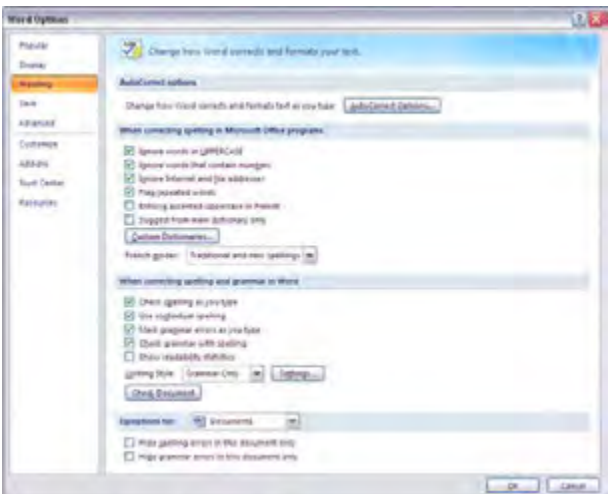 Word Options
Popular
Display
Proofing
Save
Advanced
Customize
Add-Ins
Trust Center
Resources
Change how Word corrects and formats your text.
AutoCorrect options
Change how Word corrects and formats text as you type: AutoCorrect Options...
When correcting spelling in Microsoft Office programs
Ignore words in UPPERCASE
Ignore words that contain numbers
Ignore Internet and file addresses
Flag repeated words
Enforce accented uppercase in French
Suggest from main dictionary only
Custom Dictionaries...
French modes: Traditional and new spellings
When correcting spelling and grammar in Word
Check spelling as you type
Use contextual spelling
Mark grammar errors as you type
Check grammar with spelling
Show readability statistics
Writing Style: Grammar Only Settings...
Check Document
Exceptions for: Document4
Hide spelling errors in this document only
Hide grammar errors in this document only
OK Cancel